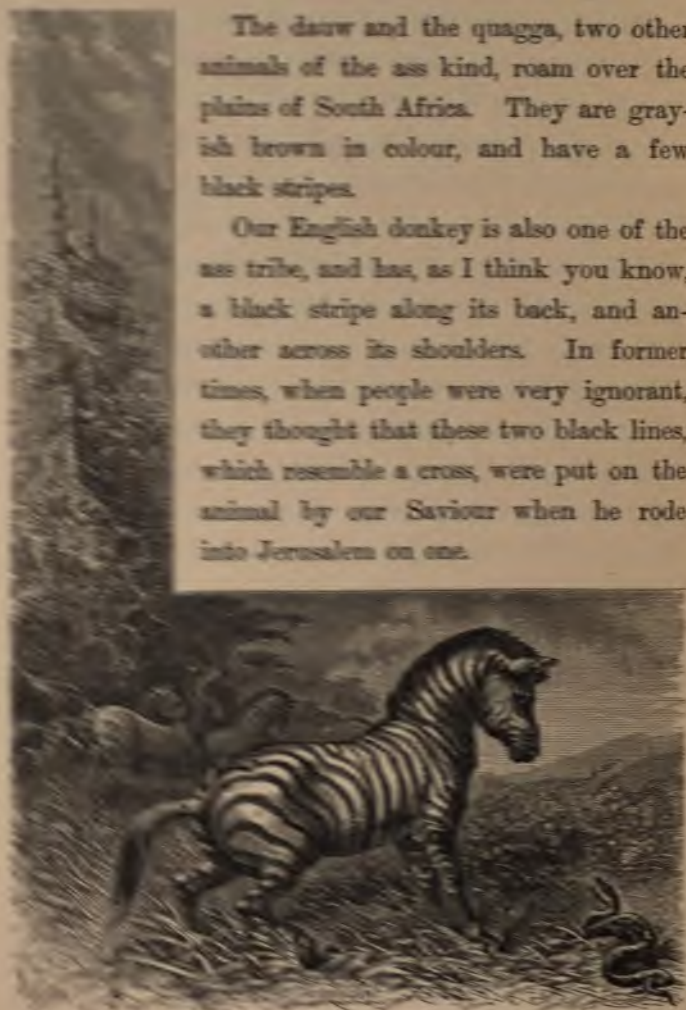 The dauw and the quagga, two other
animals of the ass kind, roam over the
plains of South Africa. They are gray-
ish brown in colour, and have a few
black stripes.
Our English donkey is also one of the
ass tribe, and has, as I think you know,
a black stripe along its back, and an-
other across its shoulders. In former
times, when people were very ignorant,
they thought that these two black lines,
which resemble a cross, were put on the
animal by our Saviour when he rode
into Jerusalem on one.